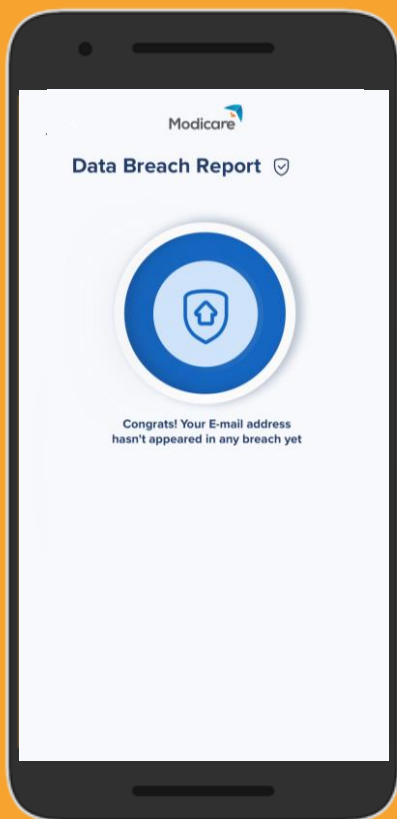 Modicare
Data Breach Report
Congrats! Your E-mail address
hasn't appeared in any breach yet